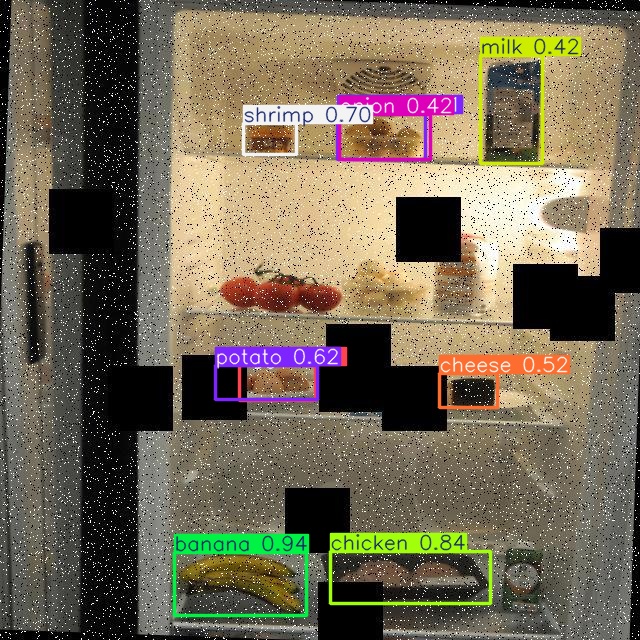 milk 0.42
onion 0.42
shrimp 0.70
potato 0.62
cheese 0.52
banana 0.94
chicken 0.84